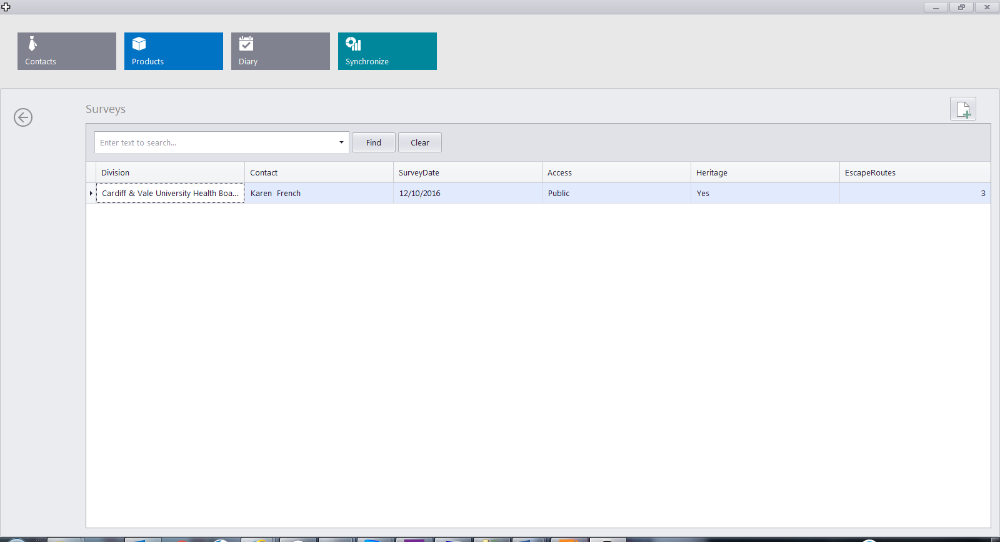 Contacts
Products
Diary
Synchronize
Surveys
Enter text to search...
Find
Clear
Division
Contact
SurveyDate
Access
Heritage
EscapeRoutes
Cardiff & Vale University Health Boa...
Karen  French
12/10/2016
Public
Yes
3